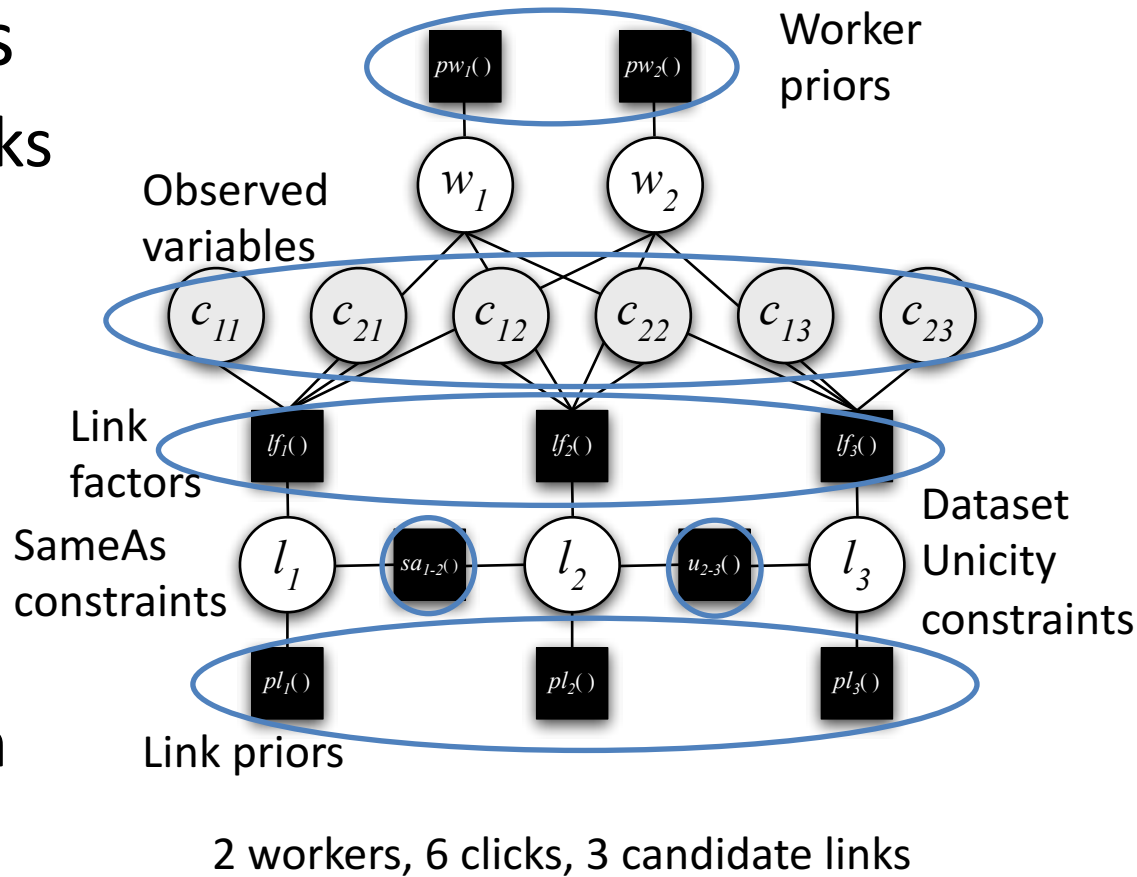 s
ks
Worker
priors
pw1() pw2()
w1 w2
Observed
variables
c11 c21 c12 c22 c13 c23
Link
factors
lf1() lf2() lf3()
Dataset
Unicity
constraints
SameAs
constraints
l1 sa1-2() l2 u2-3() l3
pl1() pl2() pl3()
n
Link priors
2 workers, 6 clicks, 3 candidate links